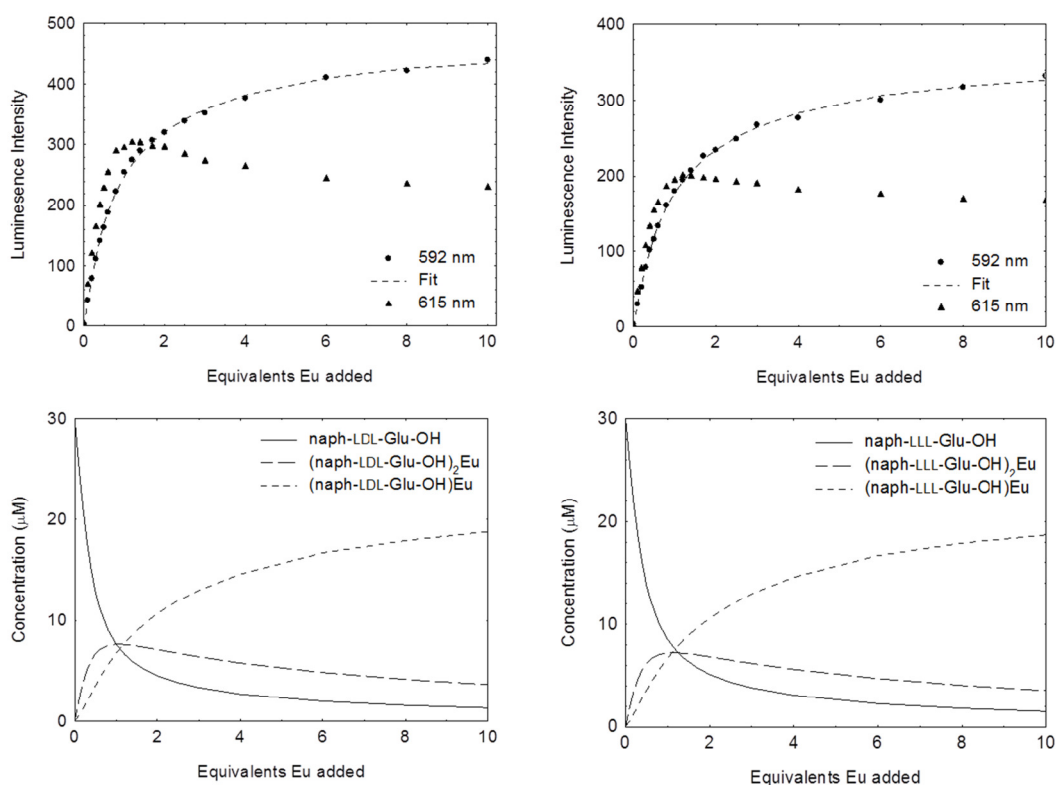 500
400
300
200
100
0
Luminesence Intensity
592 nm
Fit
615 nm
0 2 4 6 8 10
Equivalents Eu added
400
300
200
100
0
Luminescence Intensity
592 nm
Fit
615 nm
0 2 4 6 8 10
Equivalents Eu added
30
20
10
0
Concentration (μM)
naph-LDL-Glu-OH
(naph-LDL-Glu-OH)₂Eu
(naph-LDL-Glu-OH)Eu
0 2 4 6 8 10
Equivalents Eu added
30
20
10
0
Concentration (μM)
naph-LLL-Glu-OH
(naph-LLL-Glu-OH)₂Eu
(naph-LLL-Glu-OH)Eu
0 2 4 6 8 10
Equivalents Eu added